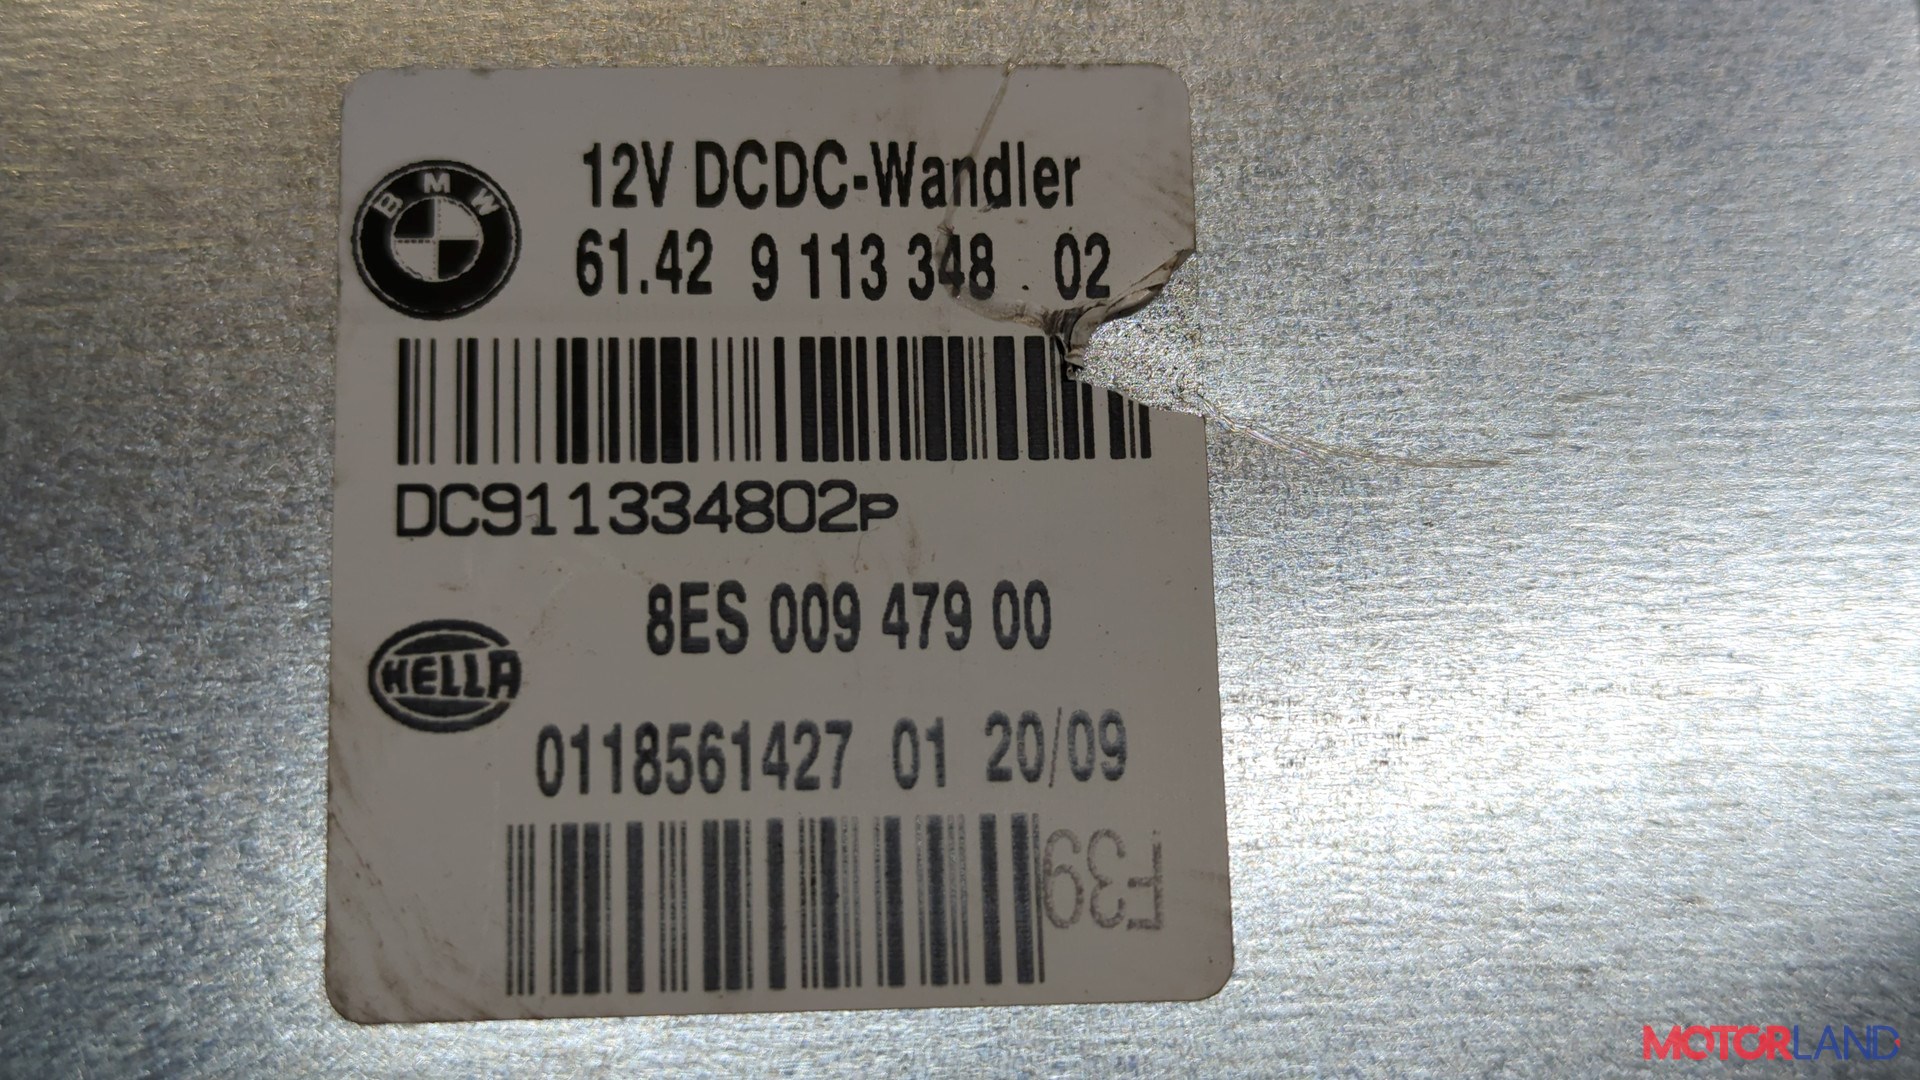 BMW
12V DCDC-Wandler
61.42 9 113 348 . 02
DC911334802P
8ES 009 479 00
HELLA
0118561427 01 20/09
F39
MOTORLAND